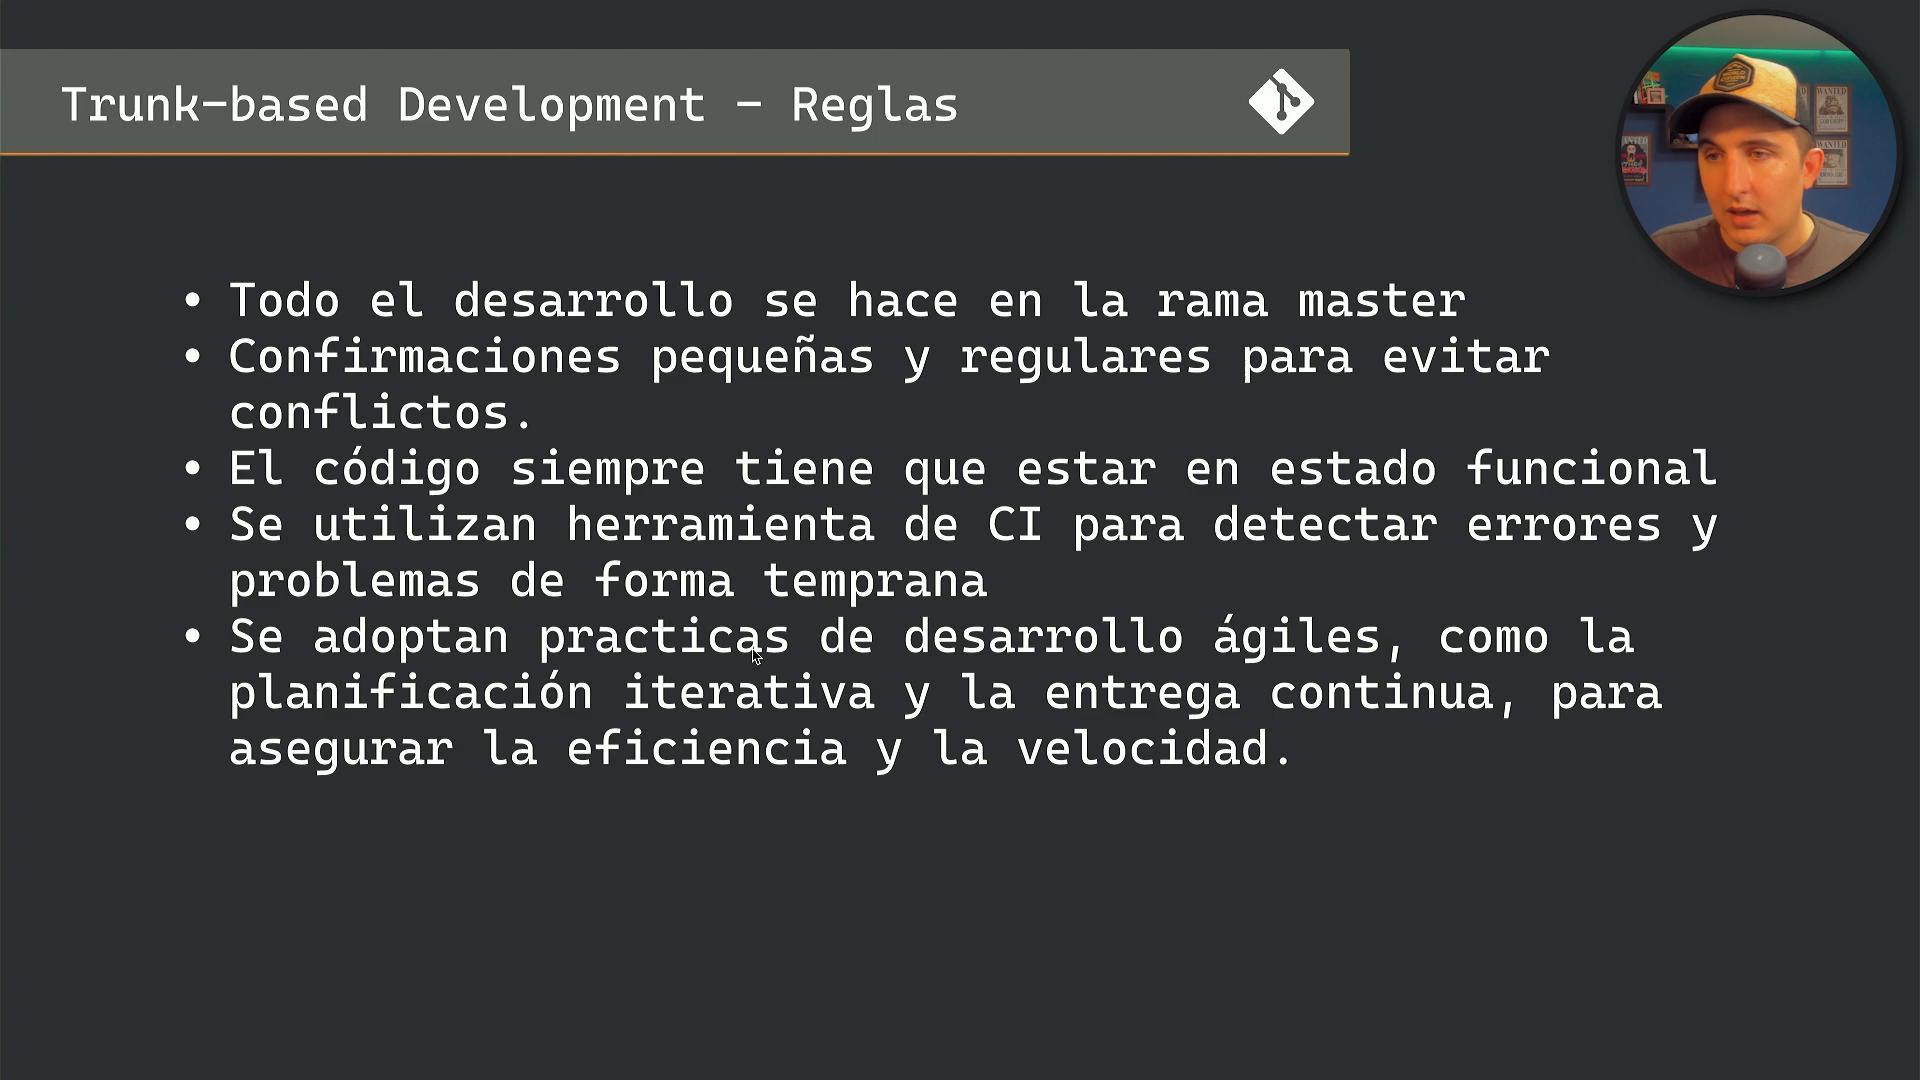 Trunk-based Development - Reglas
• Todo el desarrollo se hace en la rama master
• Confirmaciones pequeñas y regulares para evitar
conflictos.
• El código siempre tiene que estar en estado funcional
• Se utilizan herramienta de CI para detectar errores y
problemas de forma temprana
• Se adoptan practicas de desarrollo ágiles, como la
planificación iterativa y la entrega continua, para
asegurar la eficiencia y la velocidad.
WANTED
WANTED
WANTED